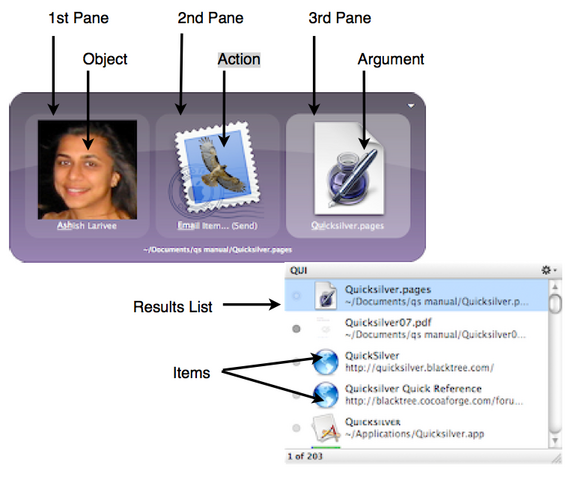 1st Pane 2nd Pane 3rd Pane
Object Action Argument
Ashish Larivee Email Item... (Send) Quicksilver.pages
~/Documents/qs manual/Quicksilver.pages
QUI
Results List
Quicksilver.pages
~/Documents/qs manual/Quicksilver.p...
Quicksilver07.pdf
~/Documents/qs manual/Quicksilver0...
Items
QuickSilver
http://quicksilver.blacktree.com/
Quicksilver Quick Reference
http://blacktree.cocoaforge.com/foru...
Quicksilver
~/Applications/Quicksilver.app
1 of 203